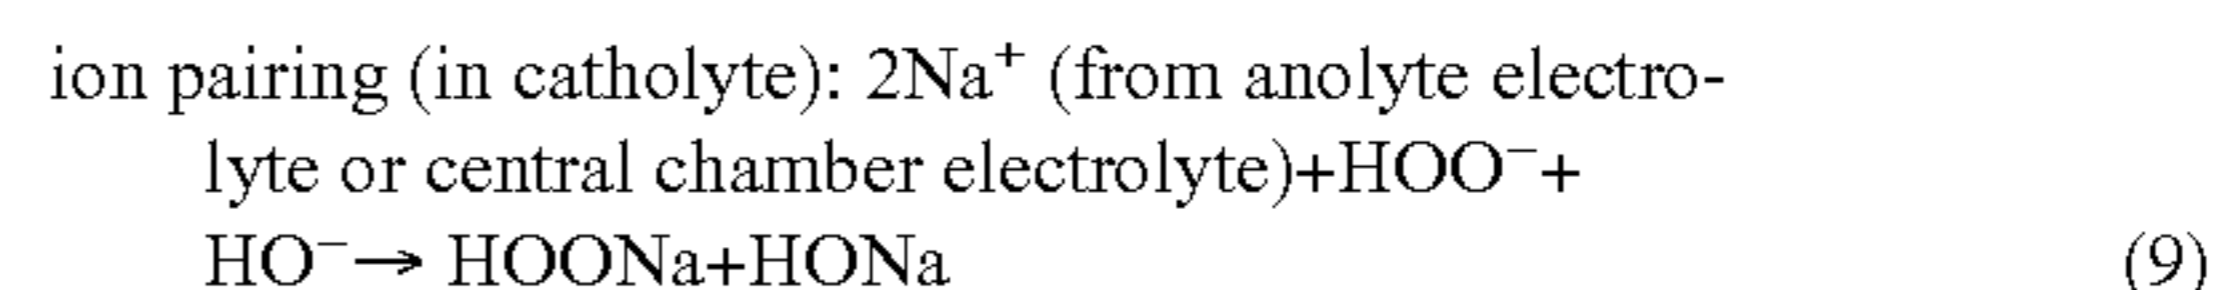 ion pairing (in catholyte): 2Na⁺ (from anolyte electro-
lyte or central chamber electrolyte)+HOO⁻+
HO⁻→ HOONa+HONa (9)